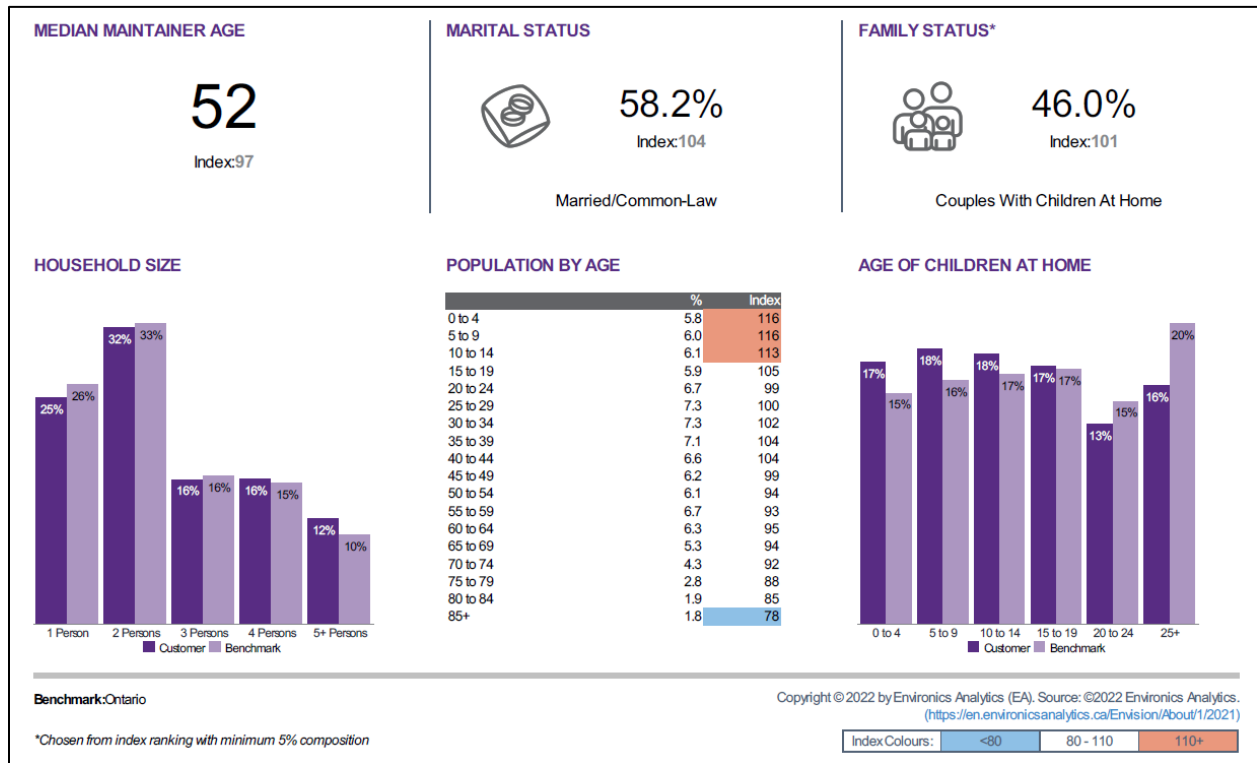 MEDIAN MAINTAINER AGE
52
Index:97
MARITAL STATUS
58.2%
Index:104
Married/Common-Law
FAMILY STATUS*
46.0%
Index:101
Couples With Children At Home
HOUSEHOLD SIZE
25% 26% 32% 33% 16% 16% 16% 15% 12% 10%
1 Person 2 Persons 3 Persons 4 Persons 5+ Persons
Customer Benchmark
POPULATION BY AGE
% Index
0 to 4 5.8 116
5 to 9 6.0 116
10 to 14 6.1 113
15 to 19 5.9 105
20 to 24 6.7 99
25 to 29 7.3 100
30 to 34 7.3 102
35 to 39 7.1 104
40 to 44 6.6 104
45 to 49 6.2 99
50 to 54 6.1 94
55 to 59 6.7 93
60 to 64 6.3 95
65 to 69 5.3 94
70 to 74 4.3 92
75 to 79 2.8 88
80 to 84 1.9 85
85+ 1.8 78
AGE OF CHILDREN AT HOME
17% 15% 18% 16% 18% 17% 17% 17% 13% 15% 16% 20%
0 to 4 5 to 9 10 to 14 15 to 19 20 to 24 25+
Customer Benchmark
Benchmark:Ontario
*Chosen from index ranking with minimum 5% composition
Copyright © 2022 by Environics Analytics (EA). Source: ©2022 Environics Analytics.
(https://en.environicsanalytics.ca/Envision/About/1/2021)
Index Colours: <80 80 - 110 110+